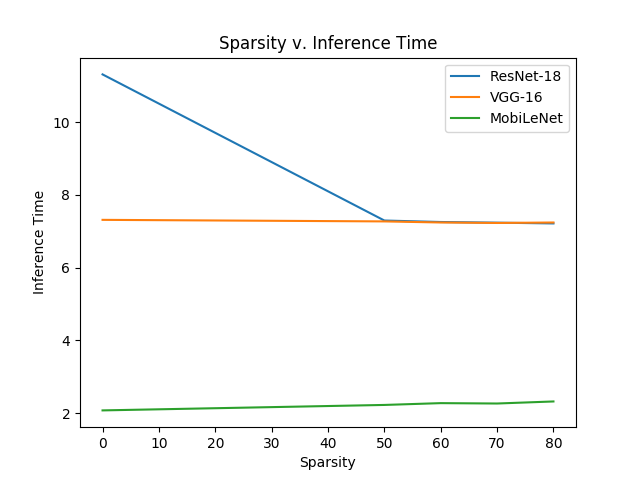 Sparsity v. Inference Time
ResNet-18
VGG-16
MobiLeNet
10
8
6
4
2
Inference Time
0 10 20 30 40 50 60 70 80
Sparsity